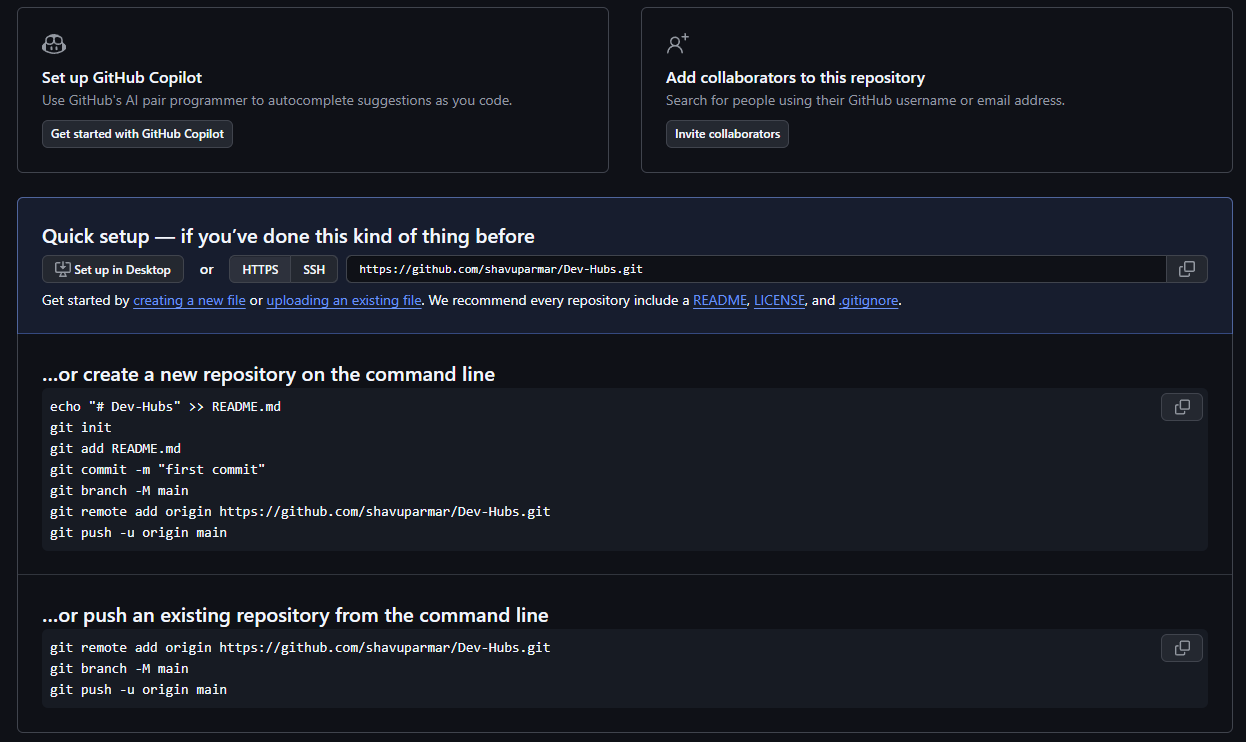 Set up GitHub Copilot
Use GitHub's AI pair programmer to autocomplete suggestions as you code.
Get started with GitHub Copilot
Add collaborators to this repository
Search for people using their GitHub username or email address.
Invite collaborators
Quick setup — if you’ve done this kind of thing before
Set up in Desktop or HTTPS SSH https://github.com/shavuparmar/Dev-Hubs.git
Get started by creating a new file or uploading an existing file. We recommend every repository include a README, LICENSE, and .gitignore.
…or create a new repository on the command line
echo "# Dev-Hubs" >> README.md
git init
git add README.md
git commit -m "first commit"
git branch -M main
git remote add origin https://github.com/shavuparmar/Dev-Hubs.git
git push -u origin main
…or push an existing repository from the command line
git remote add origin https://github.com/shavuparmar/Dev-Hubs.git
git branch -M main
git push -u origin main